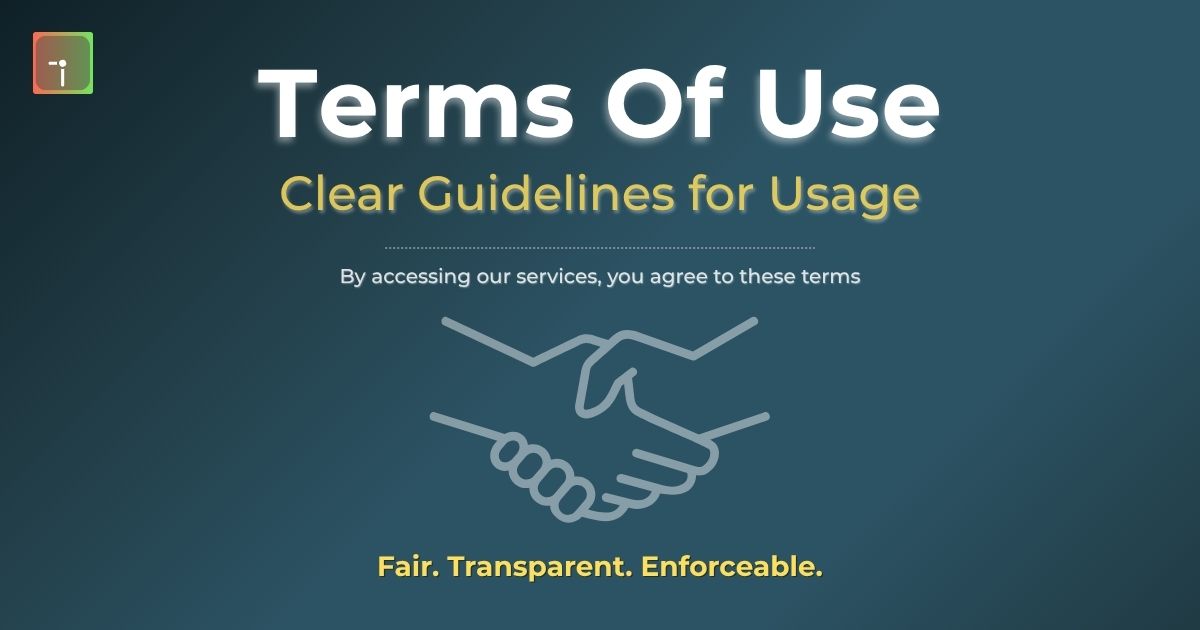 Terms Of Use
Clear Guidelines for Usage
By accessing our services, you agree to these terms
Fair. Transparent. Enforceable.